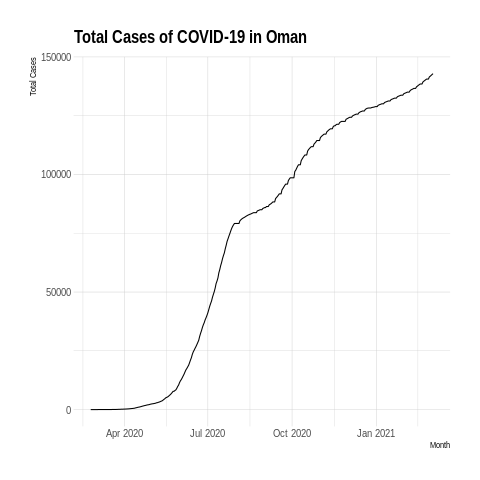 Total Cases of COVID-19 in Oman
Total Cases
150000
100000
50000
0
Apr 2020 Jul 2020 Oct 2020 Jan 2021
Month